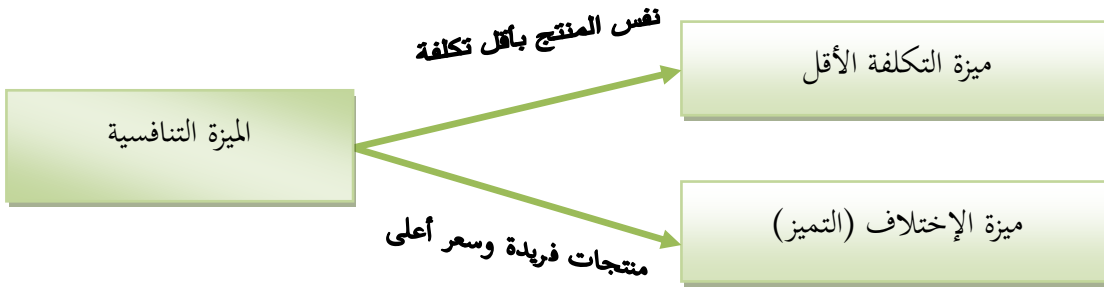 نفس المنتج بأقل تكلفة
ميزة التكلفة الأقل
الميزة التنافسية
ميزة الإختلاف (التميز)
منتجات فريدة وسعر أعلى